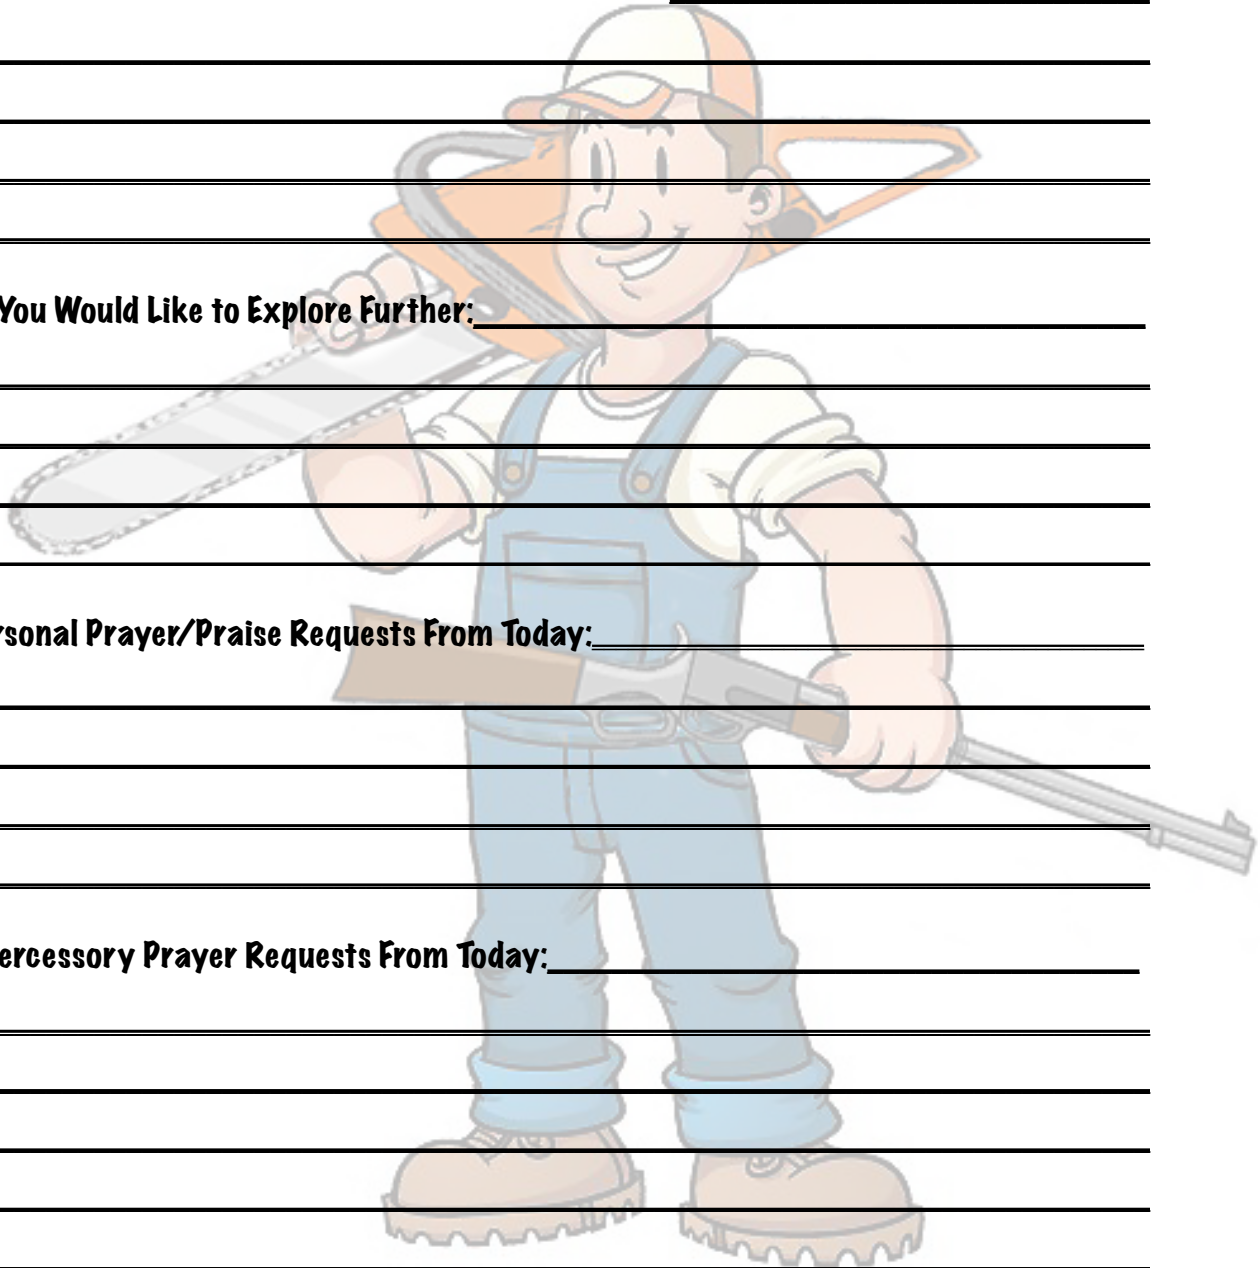 You Would Like to Explore Further:
rsonal Prayer/Praise Requests From Today:
ercessory Prayer Requests From Today: